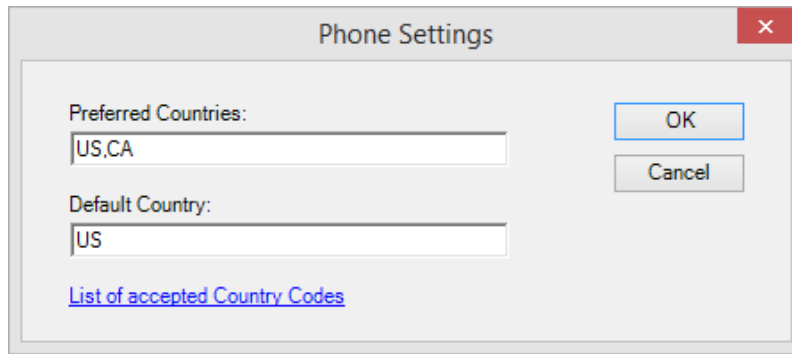 Phone Settings
Preferred Countries:
US,CA
OK
Cancel
Default Country:
US
List of accepted Country Codes